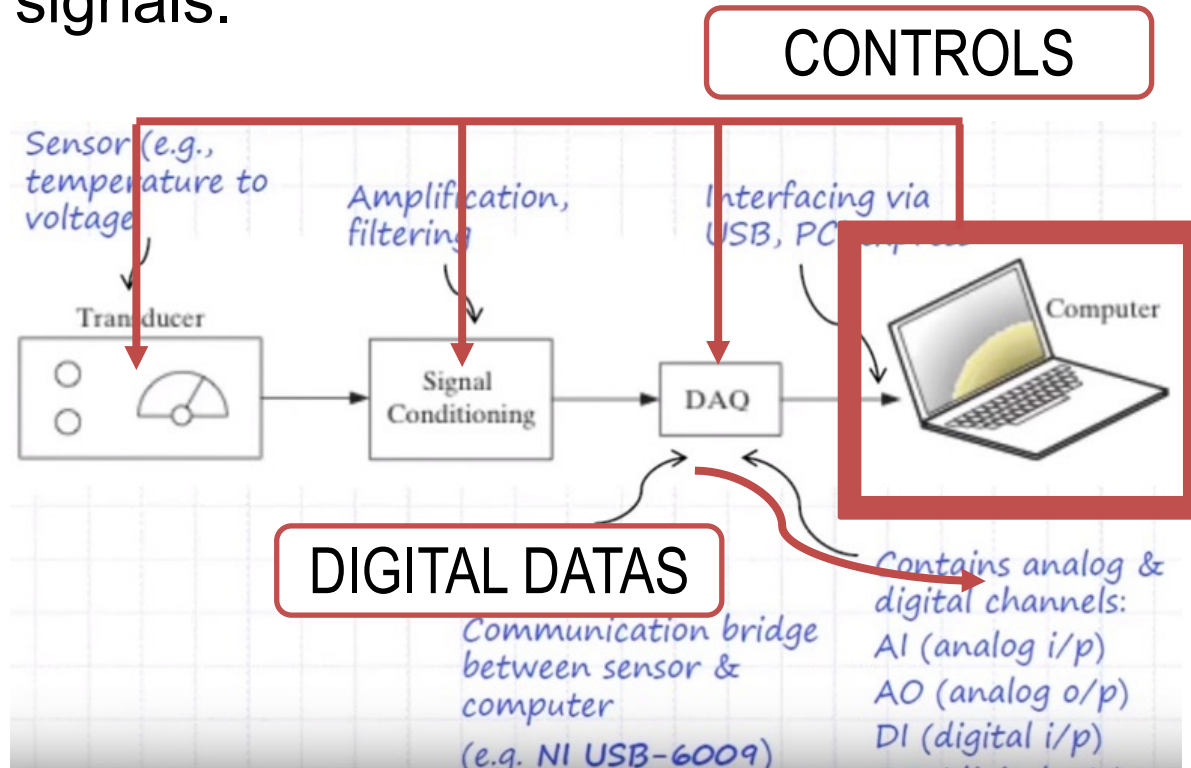 signals.
CONTROLS
Sensor (e.g.,
temperature to
voltage
Amplification,
filtering
Interfacing via
USB, PC
Transducer
Computer
Signal
Conditioning
DAQ
DIGITAL DATAS
Communication bridge
between sensor &
computer
(e.g. NI USB-6009)
Contains analog &
digital channels:
AI (analog i/p)
AO (analog o/p)
DI (digital i/p)